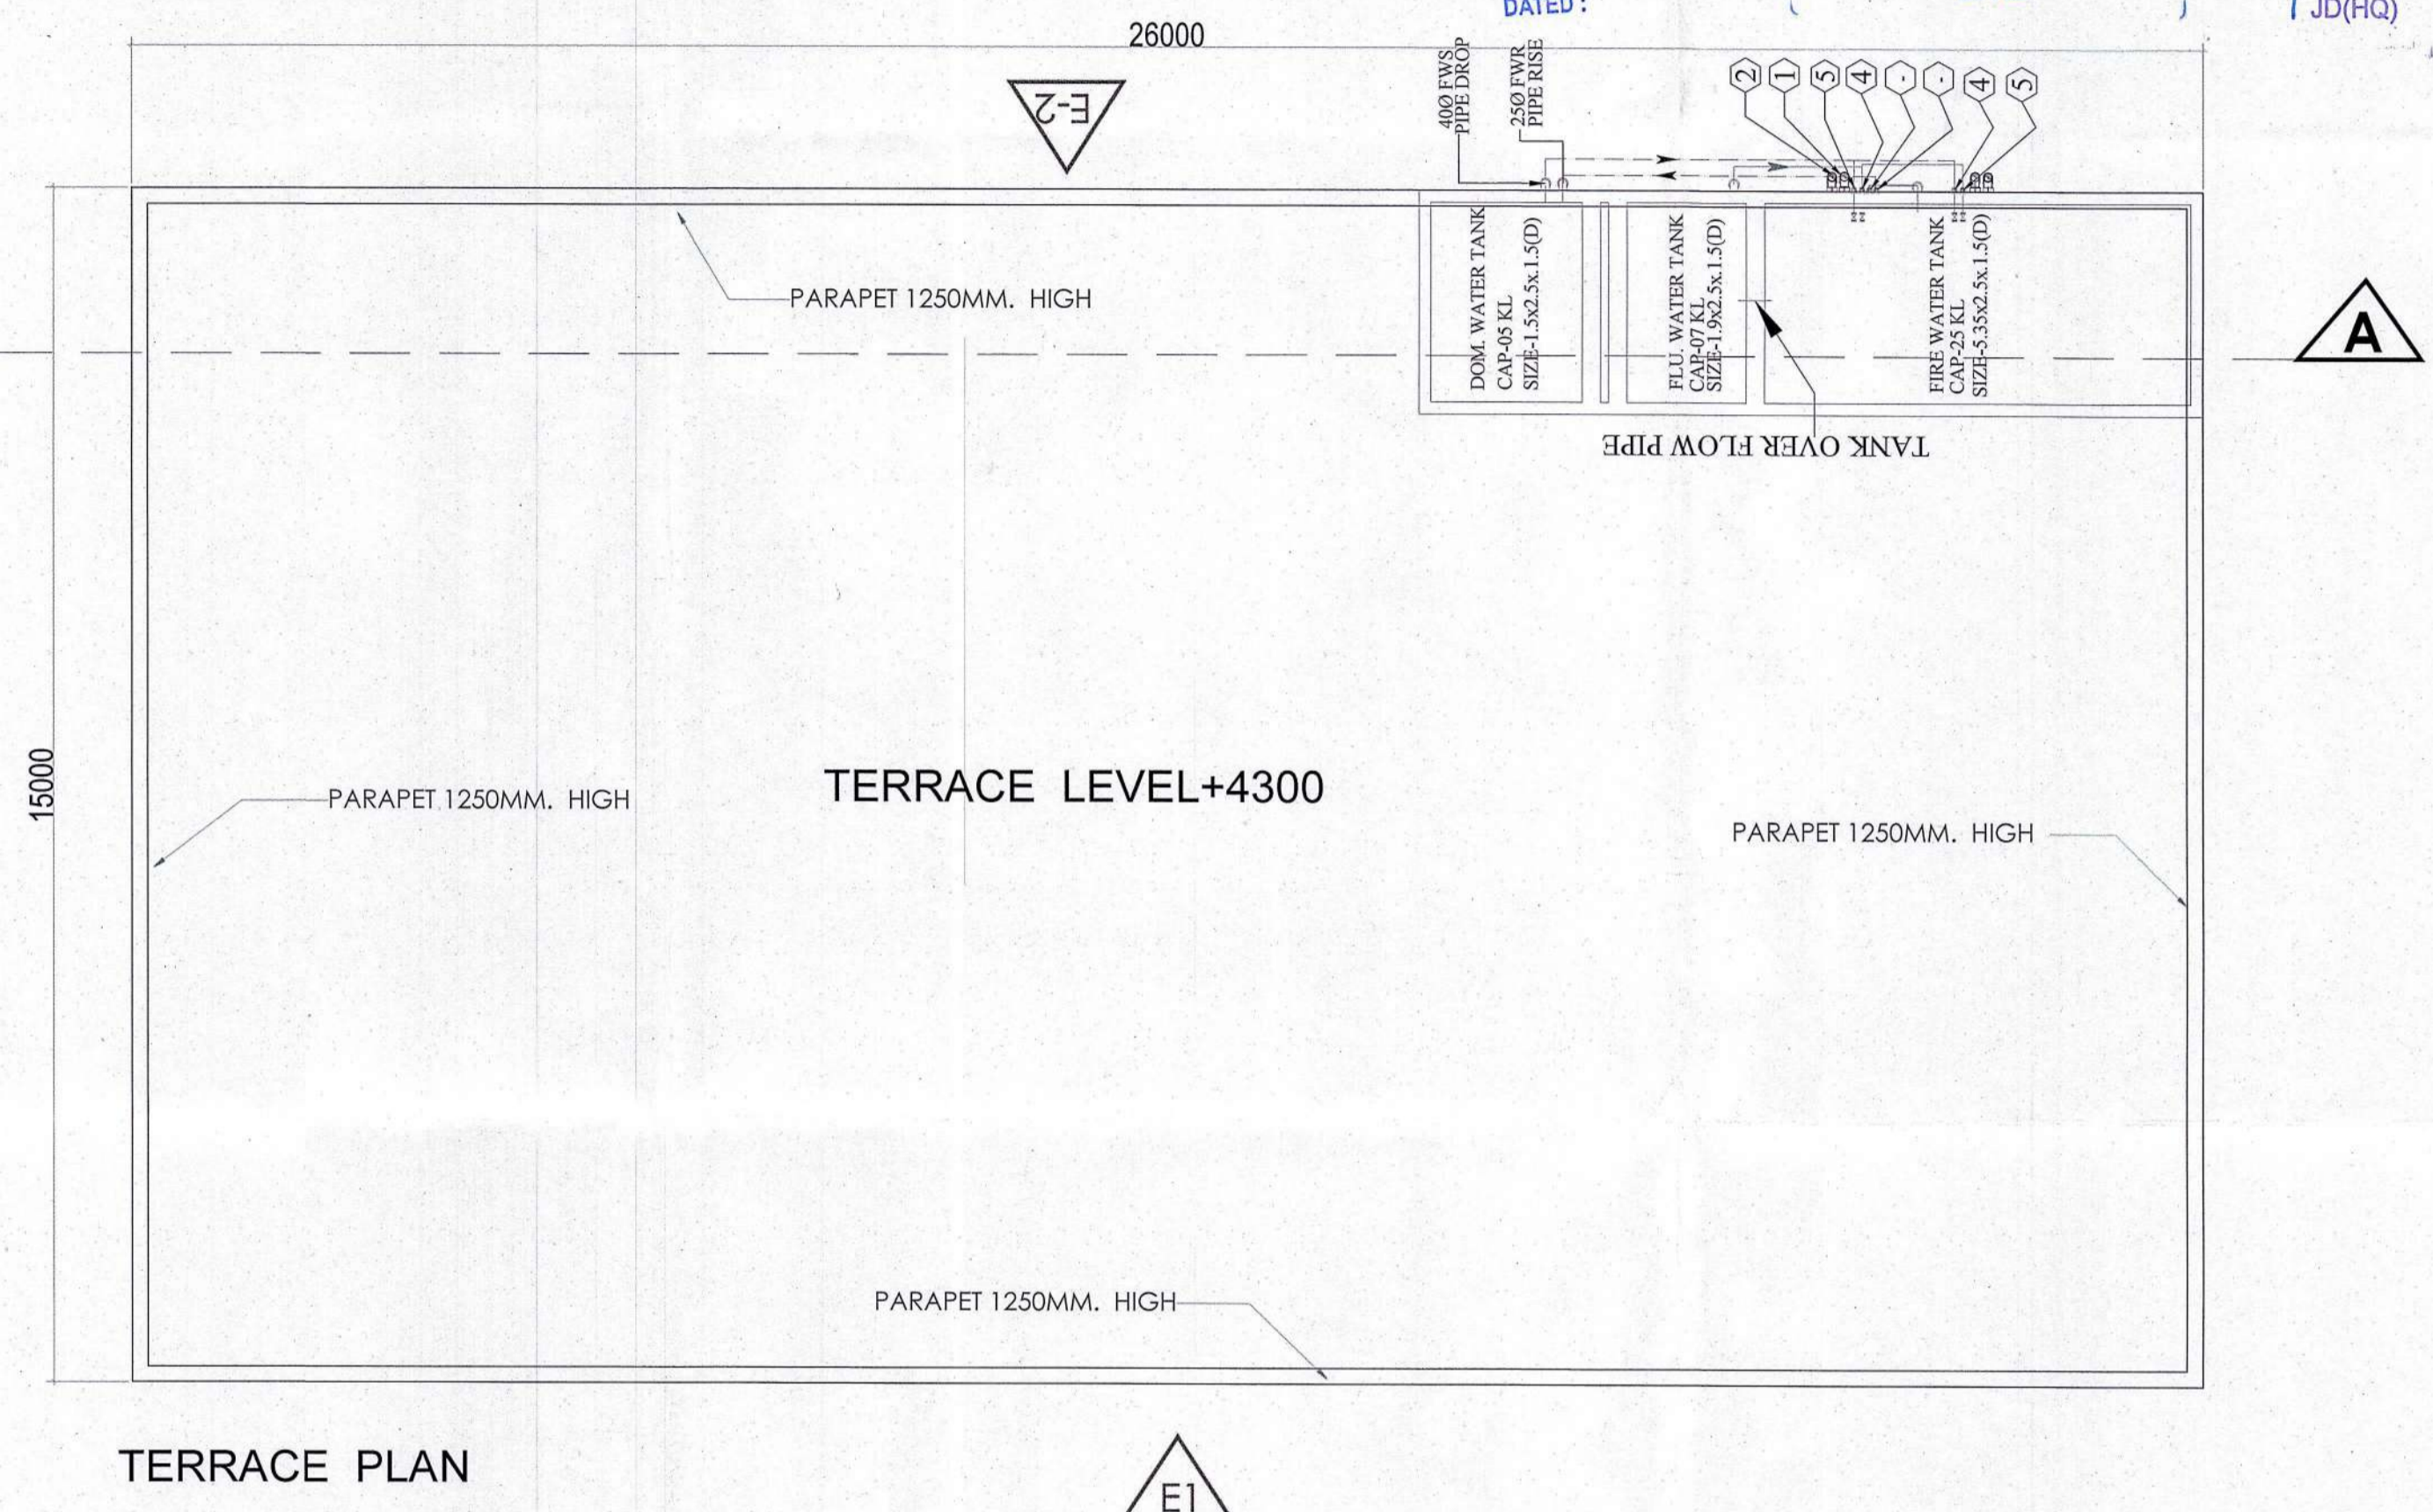 DATED :
JD(HQ)
26000
E-2
40Ø FWS
PIPE DROP
25Ø FWR
PIPE RISE
2
1
5
4
-
-
4
5
PARAPET 1250MM. HIGH
DOM. WATER TANK
CAP-05 KL
SIZE-1.5x2.5x.1.5(D)
FLU. WATER TANK
CAP-07 KL
SIZE-1.9x2.5x.1.5(D)
FIRE WATER TANK
CAP-25 KL
SIZE-5.35x2.5x.1.5(D)
A
TANK OVER FLOW PIPE
15000
PARAPET 1250MM. HIGH
TERRACE LEVEL+4300
PARAPET 1250MM. HIGH
PARAPET 1250MM. HIGH
TERRACE PLAN
E1